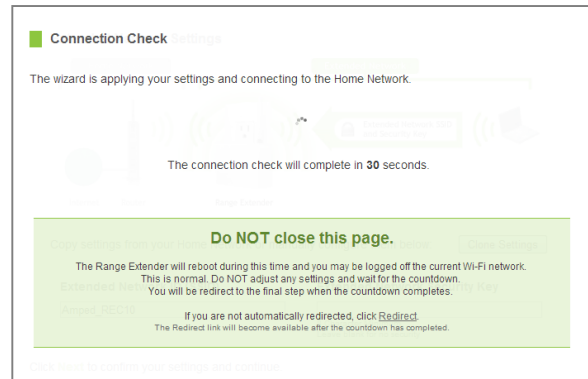 Connection Check Settings
The wizard is applying your settings and connecting to the Home Network.
The connection check will complete in 30 seconds.
Do NOT close this page.
The Range Extender will reboot during this time and you may be logged off the current Wi-Fi network.
This is normal. Do NOT adjust any settings and wait for the countdown.
You will be redirect to the final step when the countdown completes.
If you are not automatically redirected, click Redirect.
The Redirect link will become available after the countdown has completed.